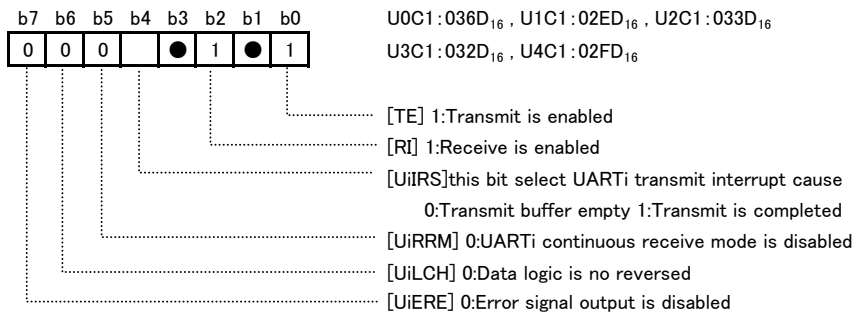 b7 b6 b5 b4 b3 b2 b1 b0 U0C1:036D₁₆ , U1C1:02ED₁₆ , U2C1:033D₁₆
0 0 0 ● 1 ● 1 U3C1:032D₁₆ , U4C1:02FD₁₆
[TE] 1:Transmit is enabled
[RI] 1:Receive is enabled
[UiIRS]this bit select UARTi transmit interrupt cause
0:Transmit buffer empty 1:Transmit is completed
[UiRRM] 0:UARTi continuous receive mode is disabled
[UiLCH] 0:Data logic is no reversed
[UiERE] 0:Error signal output is disabled